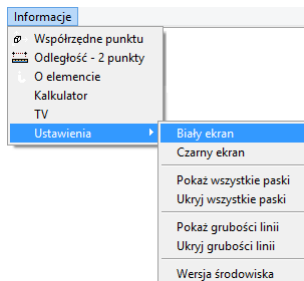 Informacje
Współrzędne punktu
Odległość - 2 punkty
O elemencie
Kalkulator
TV
Ustawienia
Biały ekran
Czarny ekran
Pokaż wszystkie paski
Ukryj wszystkie paski
Pokaż grubości linii
Ukryj grubości linii
Wersja środowiska